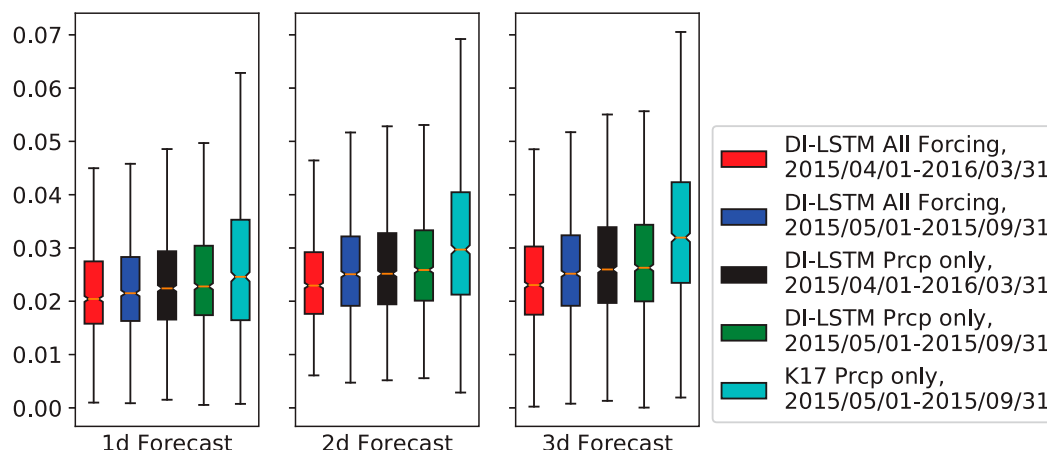 0.07
0.06
0.05
0.04
0.03
0.02
0.01
0.00
1d Forecast
2d Forecast
3d Forecast
DI-LSTM All Forcing,
2015/04/01-2016/03/31
DI-LSTM All Forcing,
2015/05/01-2015/09/31
DI-LSTM Prcp only,
2015/04/01-2016/03/31
DI-LSTM Prcp only,
2015/05/01-2015/09/31
K17 Prcp only,
2015/05/01-2015/09/31